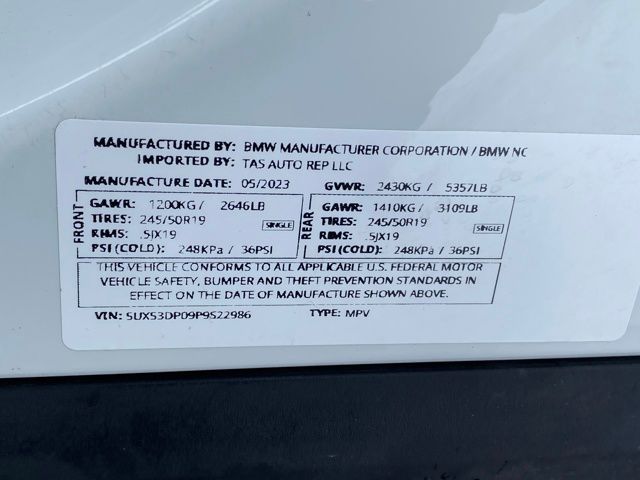 MANUFACTURED BY: BMW MANUFACTURER CORPORATION / BMW NC
IMPORTED BY: TAS AUTO REP LLC
MANUFACTURE DATE: 05/2023 GVWR: 2430KG / 5357LB
FRONT
GAWR: 1200KG / 2646LB
TIRES: 245/50R19
SINGLE
RIMS: .5JX19
PSI(COLD): 248KPa / 36PSI
REAR
GAWR: 1410KG / 3109LB
TIRES: 245/50R19
SINGLE
RIMS: .5JX19
PSI(COLD): 248KPa / 36PSI
THIS VEHICLE CONFORMS TO ALL APPLICABLE U.S. FEDERAL MOTOR
VEHICLE SAFETY, BUMPER AND THEFT PREVENTION STANDARDS IN
EFFECT ON THE DATE OF MANUFACTURE SHOWN ABOVE.
VIN: 5UX53DP09P9S22986 TYPE: MPV